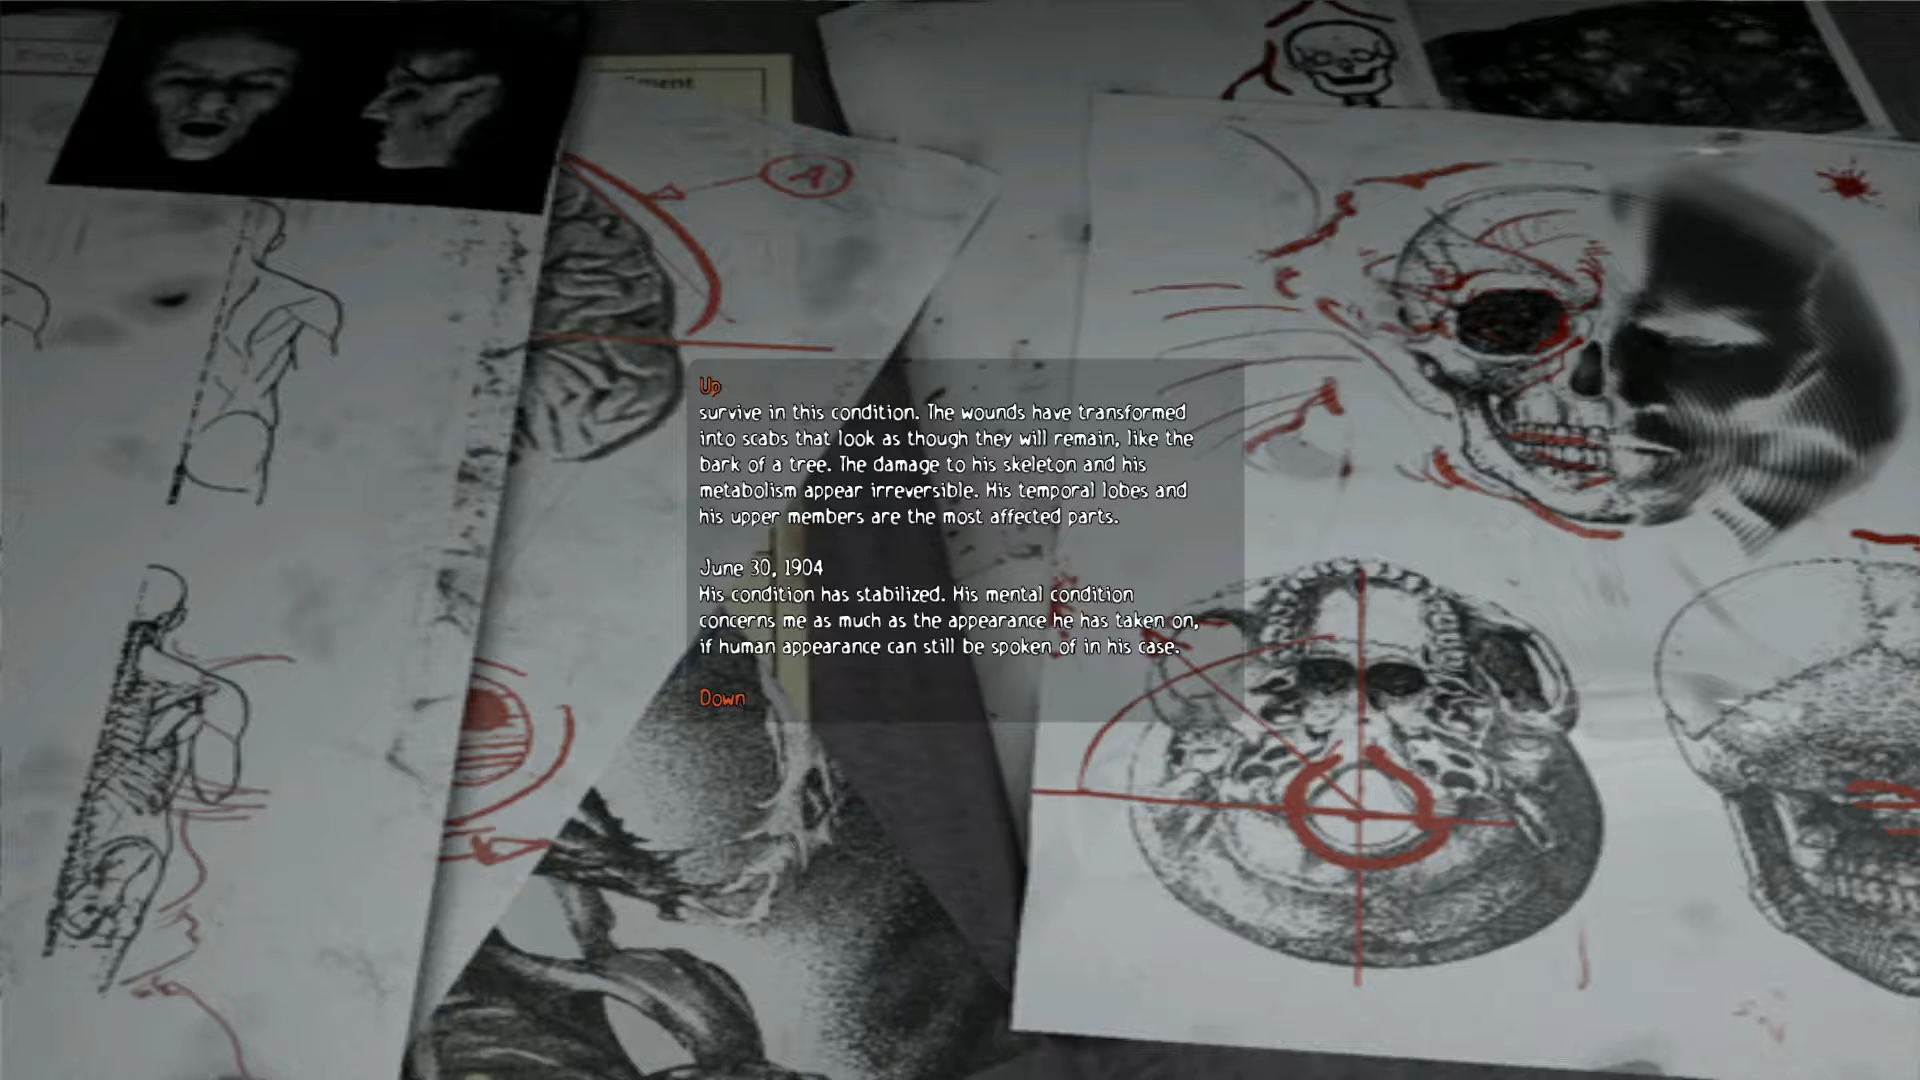 ment
A
Up
survive in this condition. The wounds have transformed
into scabs that look as though they will remain, like the
bark of a tree. The damage to his skeleton and his
metabolism appear irreversible. His temporal lobes and
his upper members are the most affected parts.
June 30, 1904
His condition has stabilized. His mental condition
concerns me as much as the appearance he has taken on,
if human appearance can still be spoken of in his case.
Down